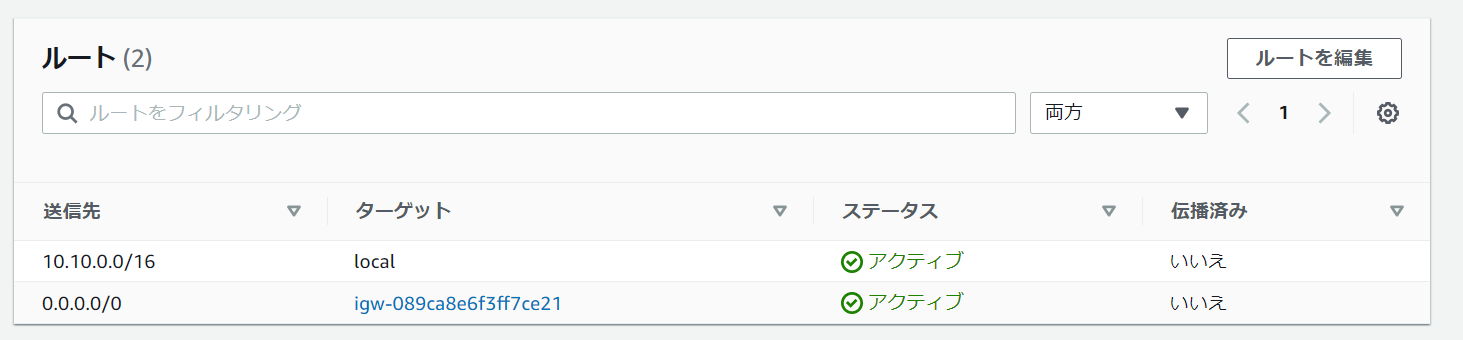 ルート (2)
ルートを編集
ルートをフィルタリング
両方
1
送信先 ターゲット ステータス 伝播済み
10.10.0.0/16 local アクティブ いいえ
0.0.0.0/0 igw-089ca8e6f3ff7ce21 アクティブ いいえ